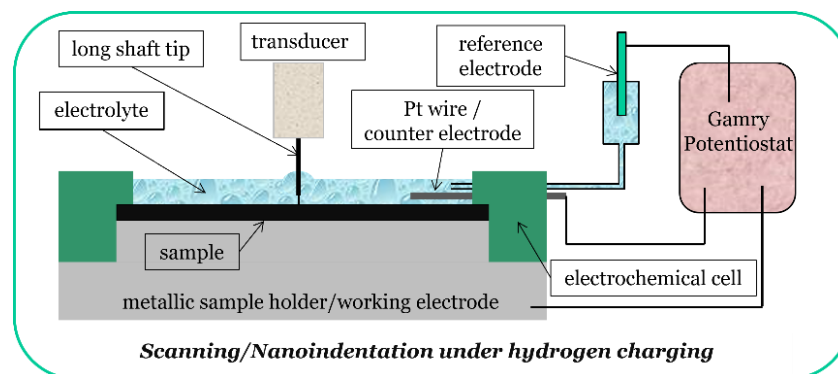 transducer
long shaft tip
reference
electrode
electrolyte
Pt wire /
counter electrode
Gamry
Potentiostat
sample
electrochemical cell
metallic sample holder/working electrode
Scanning/Nanoindentation under hydrogen charging